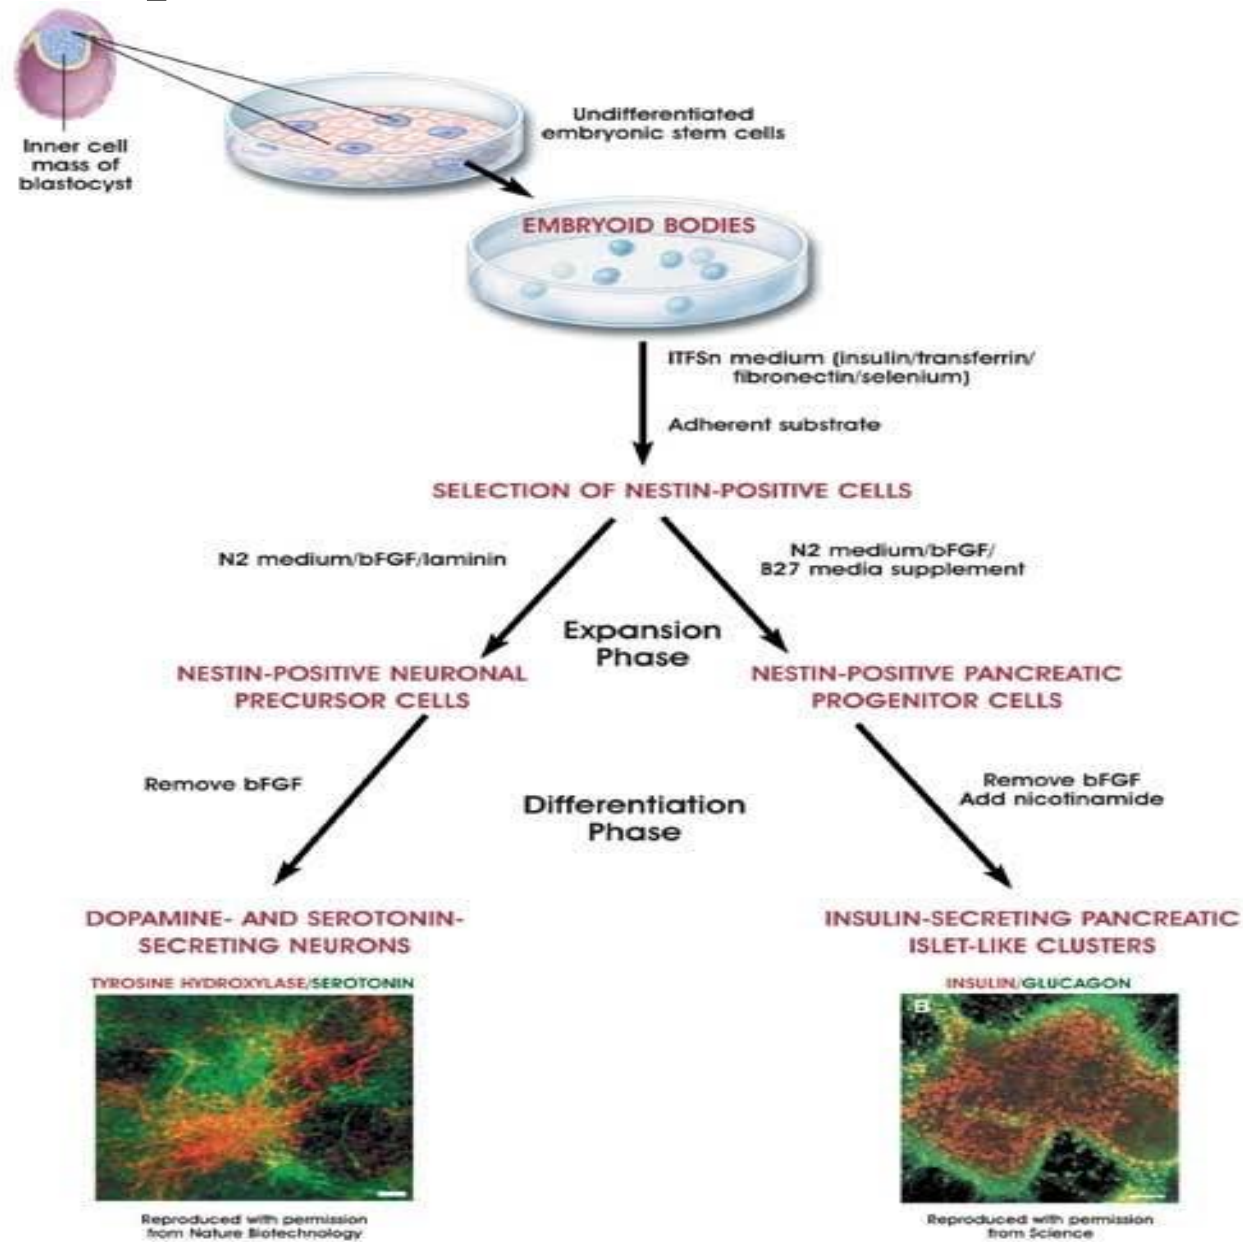 Inner cell
mass of
blastocyst
Undifferentiated
embryonic stem cells
EMBRYOID BODIES
ITFSn medium (insulin/transferrin/
fibronectin/selenium)
Adherent substrate
SELECTION OF NESTIN-POSITIVE CELLS
N2 medium/bFGF/laminin
N2 medium/bFGF/
B27 media supplement
Expansion
Phase
NESTIN-POSITIVE NEURONAL
PRECURSOR CELLS
NESTIN-POSITIVE PANCREATIC
PROGENITOR CELLS
Remove bFGF
Differentiation
Phase
Remove bFGF
Add nicotinamide
DOPAMINE- AND SEROTONIN-
SECRETING NEURONS
INSULIN-SECRETING PANCREATIC
ISLET-LIKE CLUSTERS
TYROSINE HYDROXYLASE/SEROTONIN
INSULIN/GLUCAGON
B
Reproduced with permission
from Nature Biotechnology
Reproduced with permission
from Science